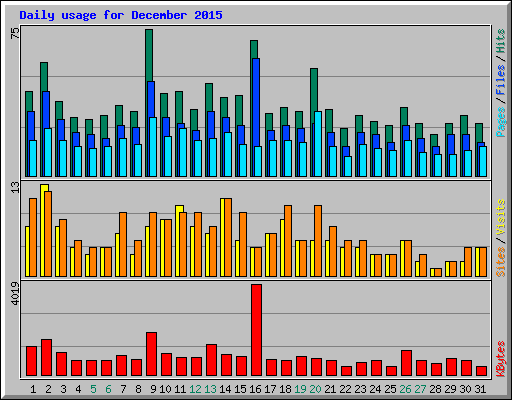 Daily usage for December 2015
75
Pages / Files / Hits
13
Sites / Visits
4019
KBytes
1 2 3 4 5 6 7 8 9 10 11 12 13 14 15 16 17 18 19 20 21 22 23 24 25 26 27 28 29 30 31